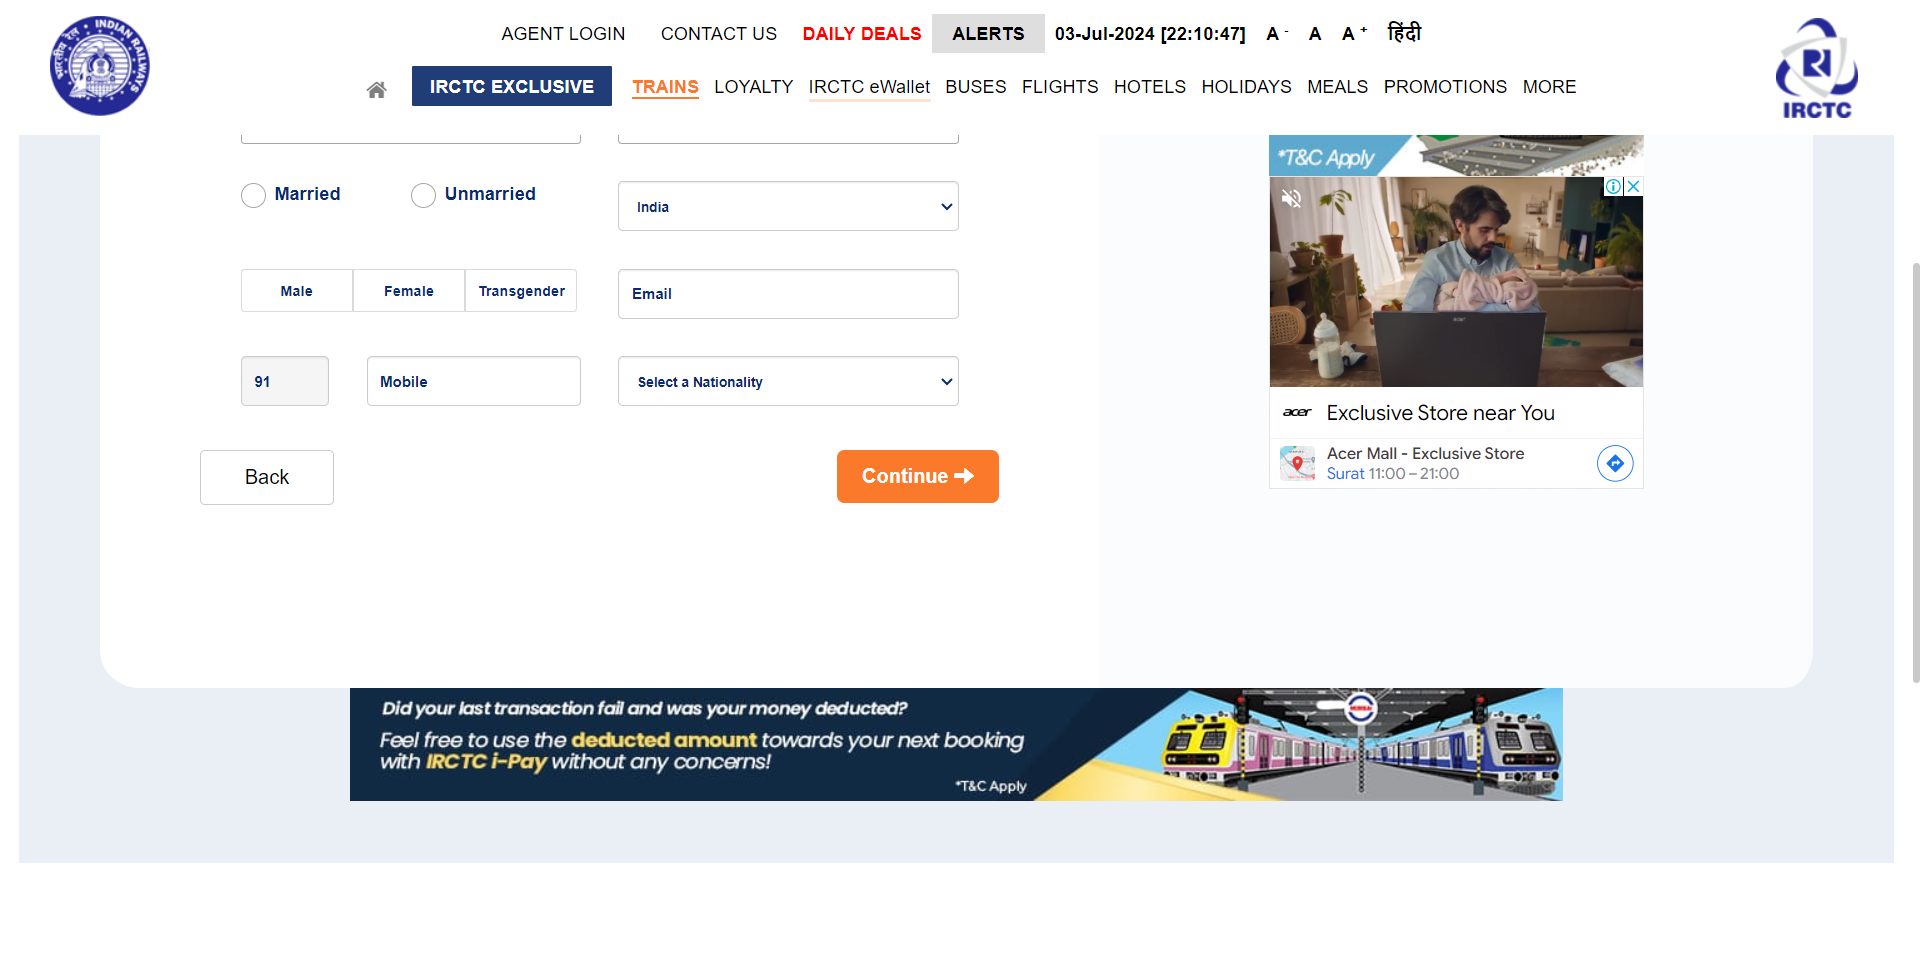 INDIAN RAILWAYS
भारतीय रेल
AGENT LOGIN CONTACT US DAILY DEALS ALERTS 03-Jul-2024 [22:10:47] A - A A + हिंदी
IRCTC EXCLUSIVE TRAINS LOYALTY IRCTC eWallet BUSES FLIGHTS HOTELS HOLIDAYS MEALS PROMOTIONS MORE
IRCTC
*T&C Apply
Married Unmarried India
Male Female Transgender Email
91 Mobile Select a Nationality
Back Continue
acer Exclusive Store near You
Acer Mall - Exclusive Store
Surat 11:00 – 21:00
Did your last transaction fail and was your money deducted?
Feel free to use the deducted amount towards your next booking
with IRCTC i-Pay without any concerns!
*T&C Apply